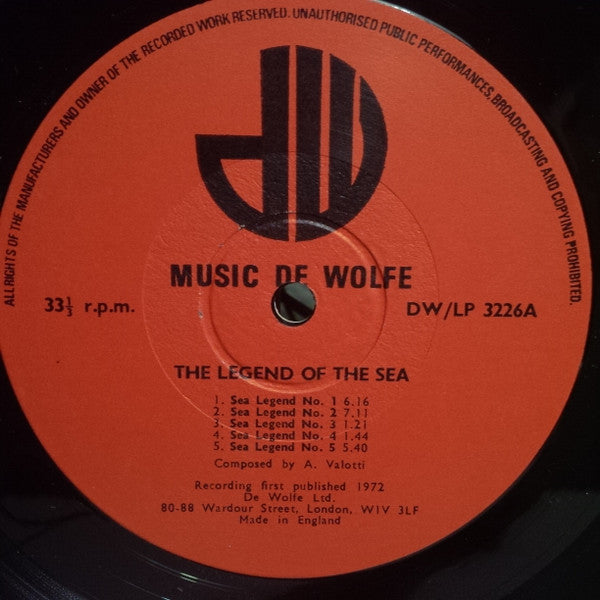 ALL RIGHTS OF THE MANUFACTURERS AND OWNER OF THE RECORDED WORK RESERVED. UNAUTHORISED PUBLIC PERFORMANCES, BROADCASTING AND COPYING PROHIBITED.
dW
MUSIC DE WOLFE
33⅓ r.p.m.
DW/LP 3226A
THE LEGEND OF THE SEA
1. Sea Legend No. 1 6.16
2. Sea Legend No. 2 7.11
3. Sea Legend No. 3 1.21
4. Sea Legend No. 4 1.44
5. Sea Legend No. 5 5.40
Composed by A. Valotti
Recording first published 1972
De Wolfe Ltd.
80-88 Wardour Street, London, W1V 3LF
Made in England